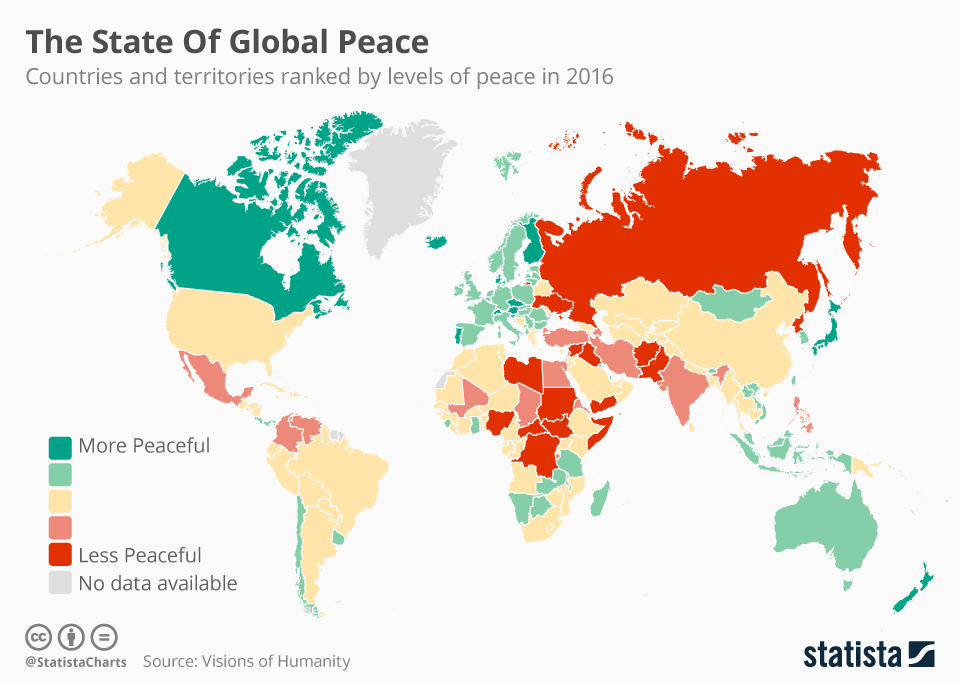 The State Of Global Peace
Countries and territories ranked by levels of peace in 2016
More Peaceful
Less Peaceful
No data available
cc
@StatistaCharts Source: Visions of Humanity
statista